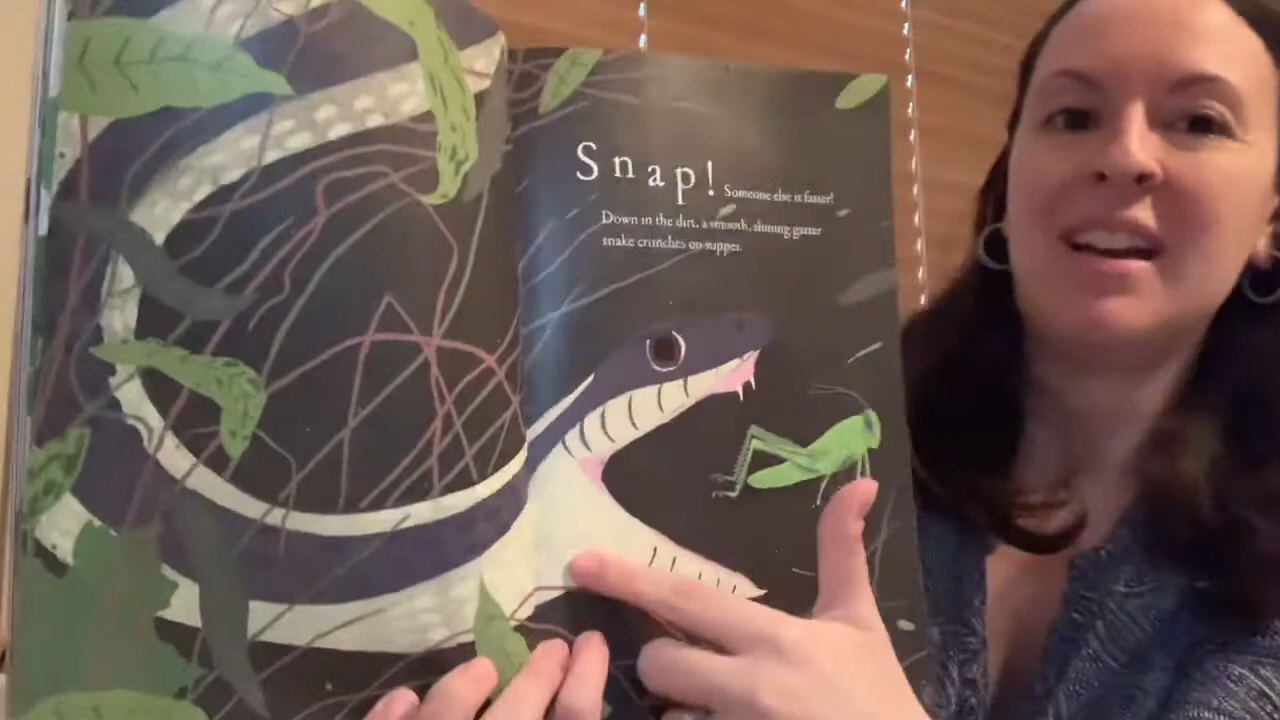 Snap! Someone else is faster!
Down in the dirt, a smooth, shining garter
snake crunches on supper.